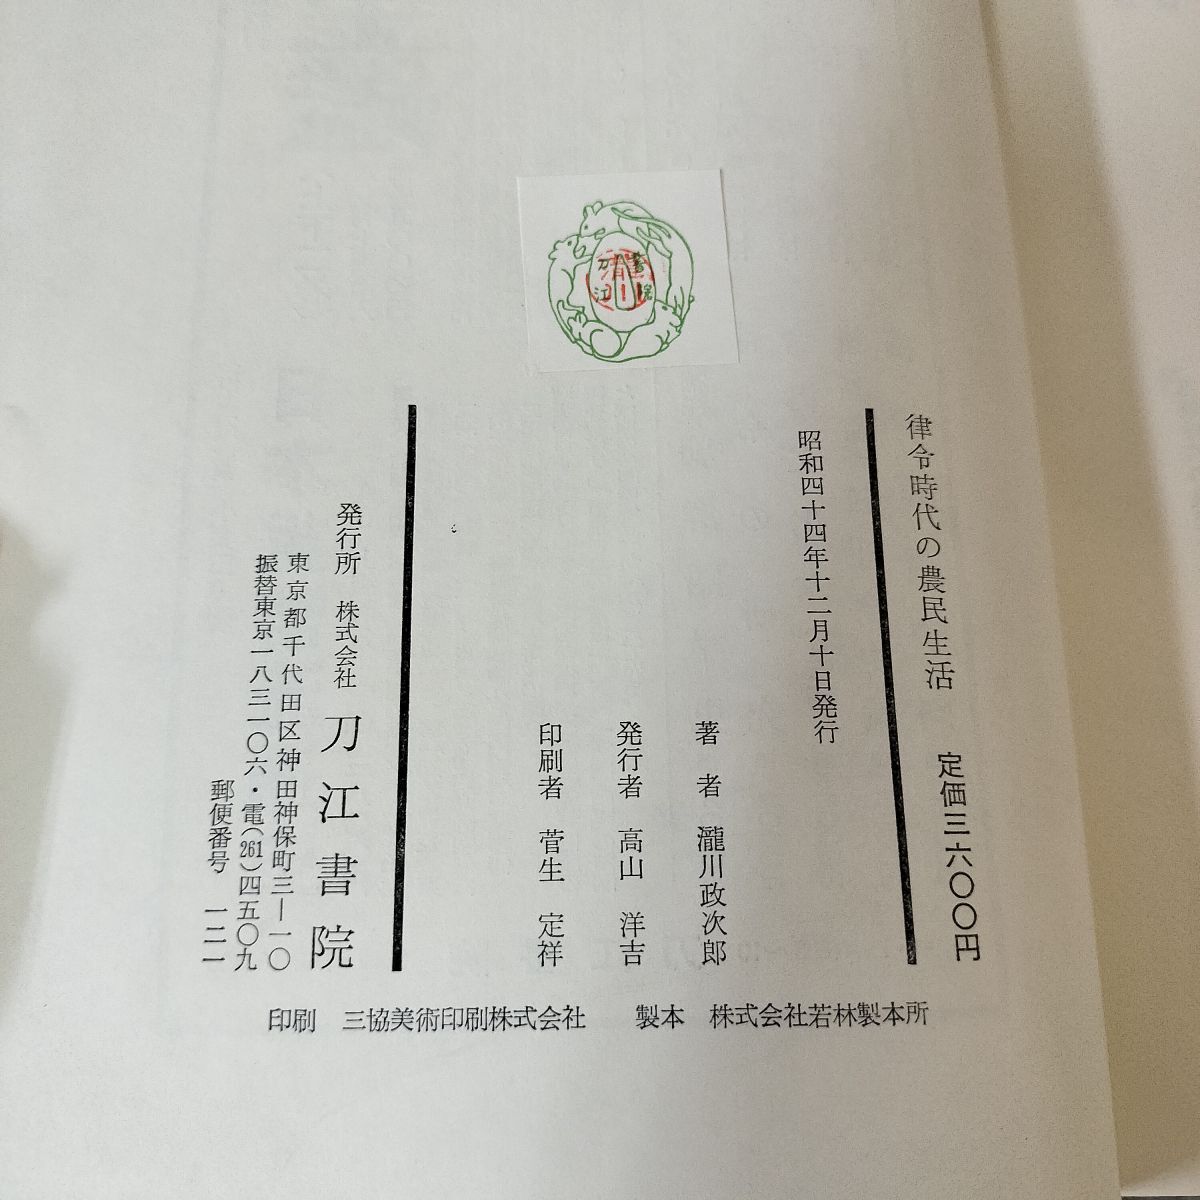 刀江書院
律令時代の農民生活　定価三六〇〇円
昭和四十四年十二月十日発行
著者　瀧川政次郎
発行者　高山洋吉
印刷者　菅生定祥
発行所　株式会社　刀江書院
東京都千代田区神田神保町三―一〇
振替東京一八三一〇六・電(261)四五〇九
郵便番号　一二一
印刷　三協美術印刷株式会社　製本　株式会社若林製本所